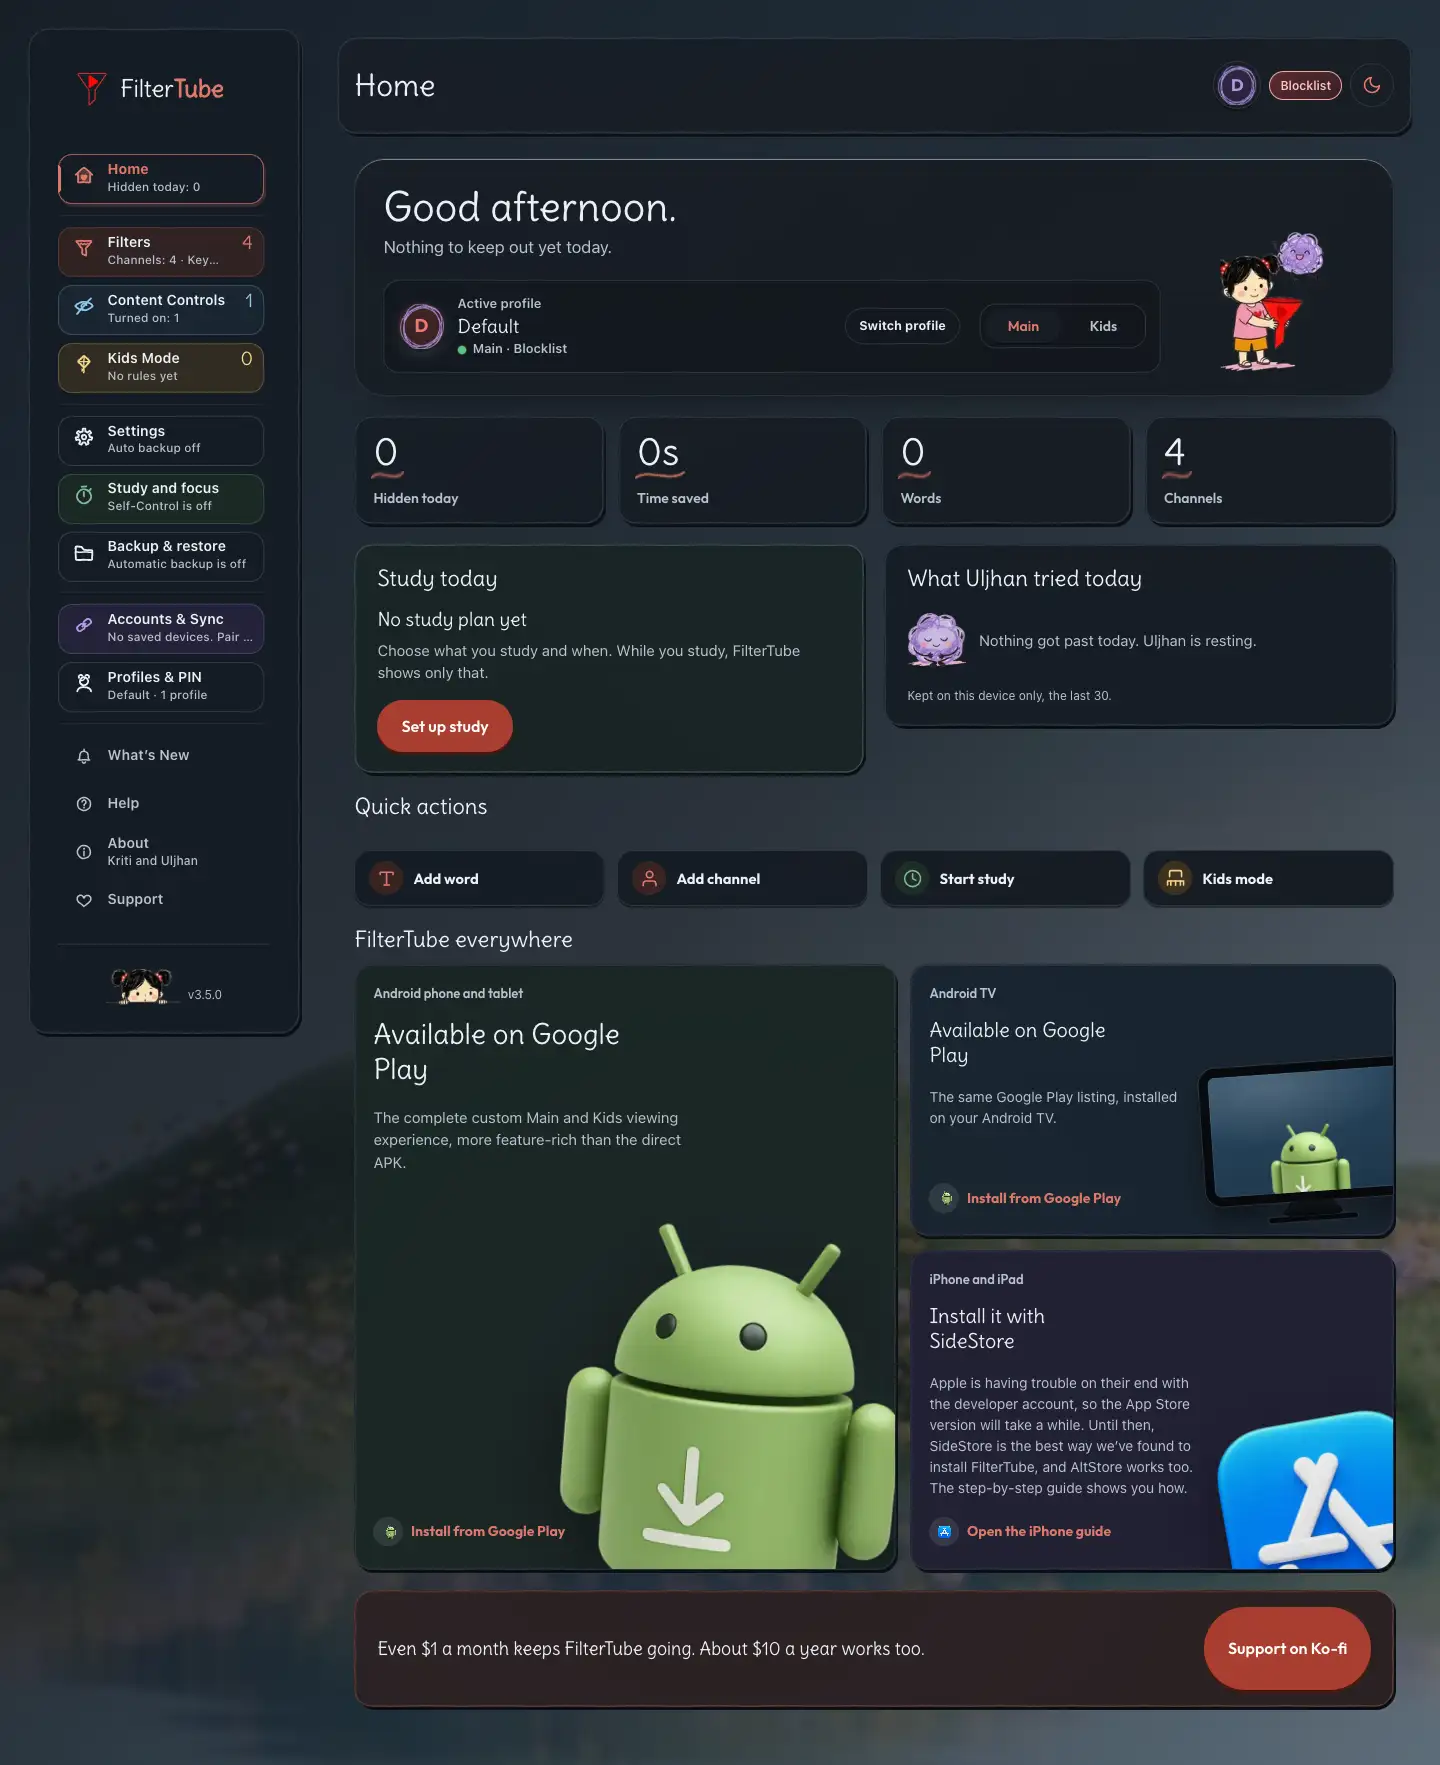 FilterTube
Home
Hidden today: 0
Filters
4
Channels: 4 · Key...
Content Controls
1
Turned on: 1
Kids Mode
0
No rules yet
Settings
Auto backup off
Study and focus
Self-Control is off
Backup & restore
Automatic backup is off
Accounts & Sync
No saved devices. Pair ...
Profiles & PIN
Default · 1 profile
What's New
Help
About
Kriti and Uljhan
Support
v3.5.0
Home
D
Blocklist
Good afternoon.
Nothing to keep out yet today.
D
Active profile
Default
Main · Blocklist
Switch profile
Main
Kids
0
Hidden today
0s
Time saved
0
Words
4
Channels
Study today
No study plan yet
Choose what you study and when. While you study, FilterTube
shows only that.
Set up study
What Uljhan tried today
Nothing got past today. Uljhan is resting.
Kept on this device only, the last 30.
Quick actions
Add word
Add channel
Start study
Kids mode
FilterTube everywhere
Android phone and tablet
Available on Google
Play
The complete custom Main and Kids viewing
experience, more feature-rich than the direct
APK.
Install from Google Play
Android TV
Available on Google
Play
The same Google Play listing, installed
on your Android TV.
Install from Google Play
iPhone and iPad
Install it with
SideStore
Apple is having trouble on their end with
the developer account, so the App Store
version will take a while. Until then,
SideStore is the best way we've found to
install FilterTube, and AltStore works too.
The step-by-step guide shows you how.
Open the iPhone guide
Even $1 a month keeps FilterTube going. About $10 a year works too.
Support on Ko-fi